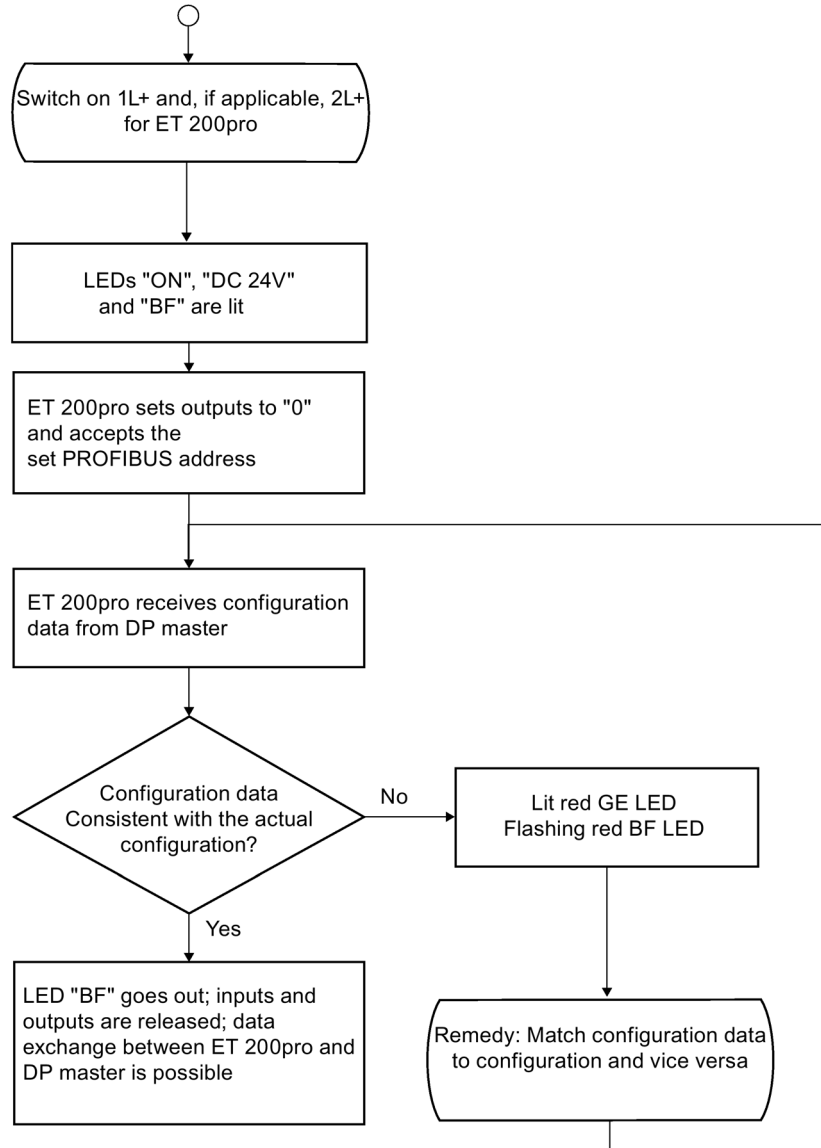 Switch on 1L+ and, if applicable, 2L+
for ET 200pro
LEDs "ON", "DC 24V"
and "BF" are lit
ET 200pro sets outputs to "0"
and accepts the
set PROFIBUS address
ET 200pro receives configuration
data from DP master
Configuration data
Consistent with the actual
configuration?
No
Lit red GE LED
Flashing red BF LED
Yes
LED "BF" goes out; inputs and
outputs are released; data
exchange between ET 200pro and
DP master is possible
Remedy: Match configuration data
to configuration and vice versa